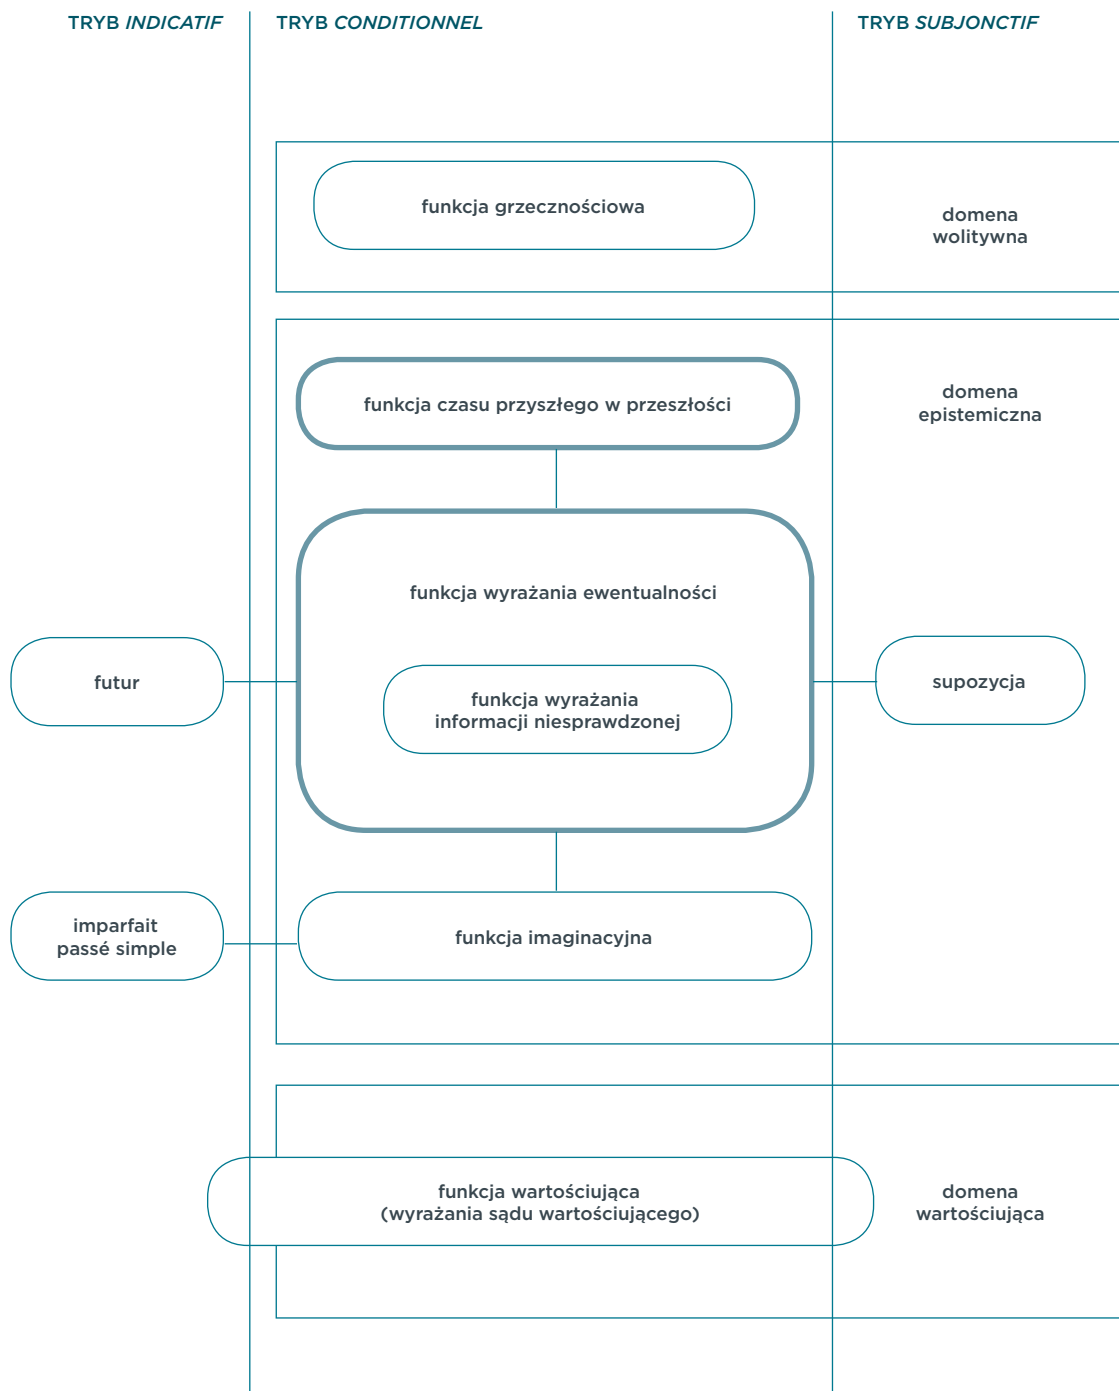 TRYB INDICATIF
TRYB CONDITIONNEL
TRYB SUBJONCTIF
funkcja grzecznościowa
domena
wolitywna
funkcja czasu przyszłego w przeszłości
domena
epistemiczna
funkcja wyrażania ewentualności
futur
funkcja wyrażania
informacji niesprawdzonej
supozycja
imparfait
passé simple
funkcja imaginacyjna
funkcja wartościująca
(wyrażania sądu wartościującego)
domena
wartościująca